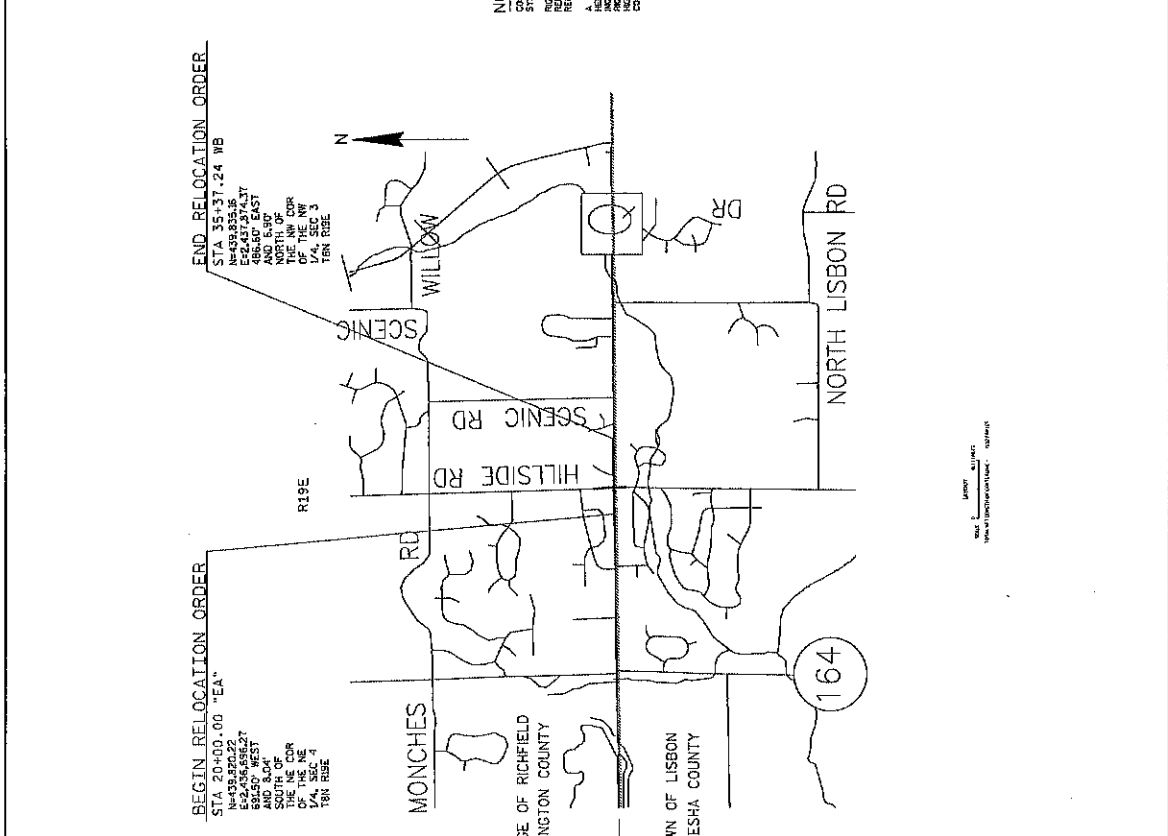 BEGIN RELOCATION ORDER
STA 20+00.00 "EA"
N=439,820.22
E=2,436,696.27
691.50' WEST
AND 8.04'
SOUTH OF
THE NE COR
OF THE NE
1/4, SEC 4
T8N R19E
END RELOCATION ORDER
STA 35+37.24 WB
N=439,835.16
E=2,437,874.37
486.60' EAST
AND 6.90'
NORTH OF
THE NW COR
OF THE NW
1/4, SEC 3
T8N R19E
N
R19E
MONCHES
RD
SCENIC
WILLOW
HILLSIDE RD
SCENIC RD
DR
NORTH LISBON RD
164
GE OF RICHFIELD
NGTON COUNTY
WN OF LISBON
ESHA COUNTY